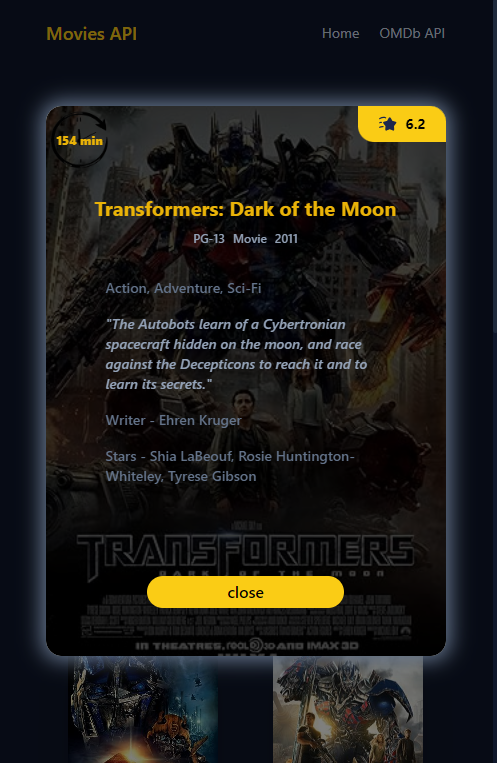 Movies API
Home
OMDb API
154 min
6.2
Transformers: Dark of the Moon
PG-13 Movie 2011
Action, Adventure, Sci-Fi
"The Autobots learn of a Cybertronian
spacecraft hidden on the moon, and race
against the Decepticons to reach it and to
learn its secrets."
Writer - Ehren Kruger
Stars - Shia LaBeouf, Rosie Huntington-
Whiteley, Tyrese Gibson
TRANSFORMERS
DARK OF THE MOON
close
IN THEATRES, REAL D 3D AND IMAX 3D